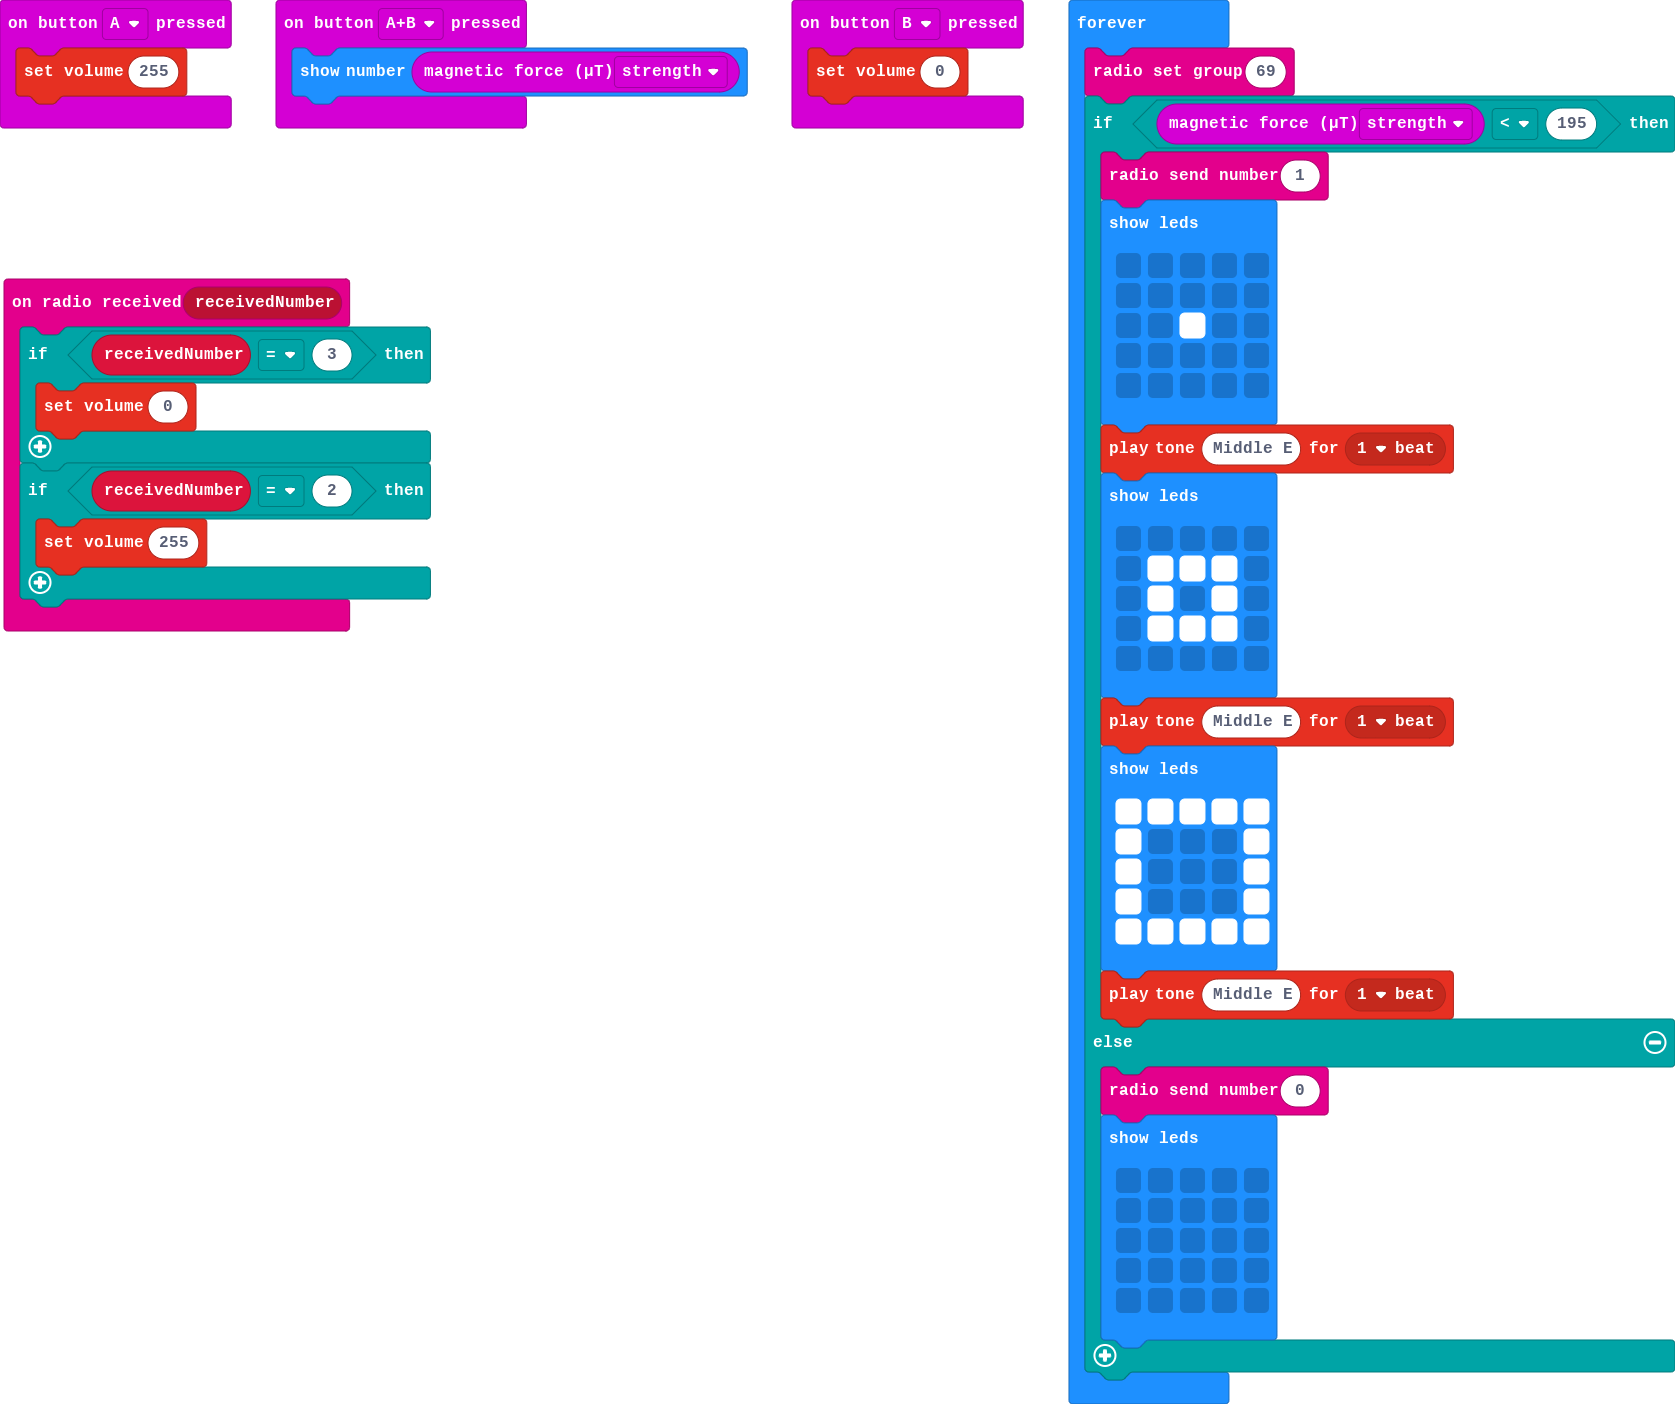 on button A pressed
set volume 255
on button A+B pressed
show number magnetic force (µT) strength
on button B pressed
set volume 0
on radio received receivedNumber
if receivedNumber = 3 then
set volume 0
if receivedNumber = 2 then
set volume 255
forever
radio set group 69
if magnetic force (µT) strength < 195 then
radio send number 1
show leds
play tone Middle E for 1 beat
show leds
play tone Middle E for 1 beat
show leds
play tone Middle E for 1 beat
else
radio send number 0
show leds